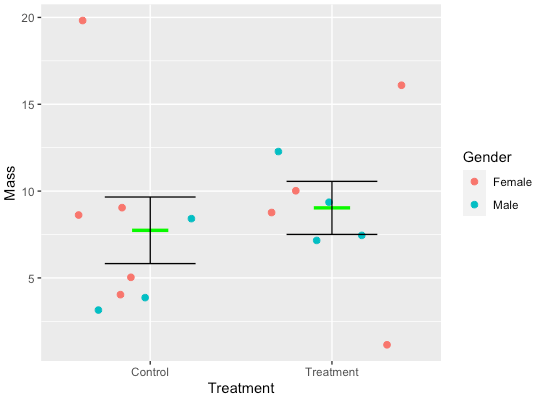 20
15
10
5
Mass
Control
Treatment
Treatment
Gender
Female
Male